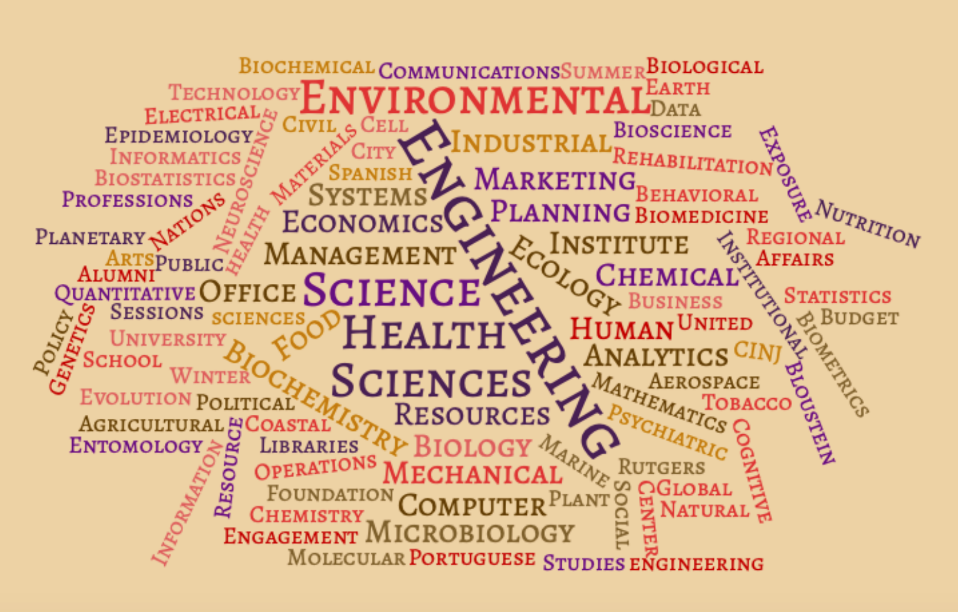 Biochemical Communications Summer Biological
Technology Environmental Earth
Data
Electrical Civil Cell
Epidemiology Industrial Bioscience
Neuroscience
Materials
Engineering
Informatics City Rehabilitation
Exposure
Biostatistics Spanish Marketing
Professions Systems Behavioral
Nations
Health
Economics Planning Biomedicine
Nutrition
Planetary Management Institute Regional
Ecology
Institutional
Arts Public Affairs
Alumni Chemical
Quantitative Office Science Business Statistics
Sessions sciences Budget
Food
Policy
Genetics
Health Human United
Biometrics
University
School Analytics CINJ
Biochemistry
Winter Sciences Aerospace
Mathematics
Bloustein
Evolution Political Tobacco
Agricultural Coastal Resources
Psychiatric
Entomology Libraries Biology
Cognitive
Information
Resource
Operations Mechanical
Marine
Rutgers
Foundation Computer Plant Global
Social
Center
Chemistry Natural
Engagement Microbiology
Molecular Portuguese Studies engineering